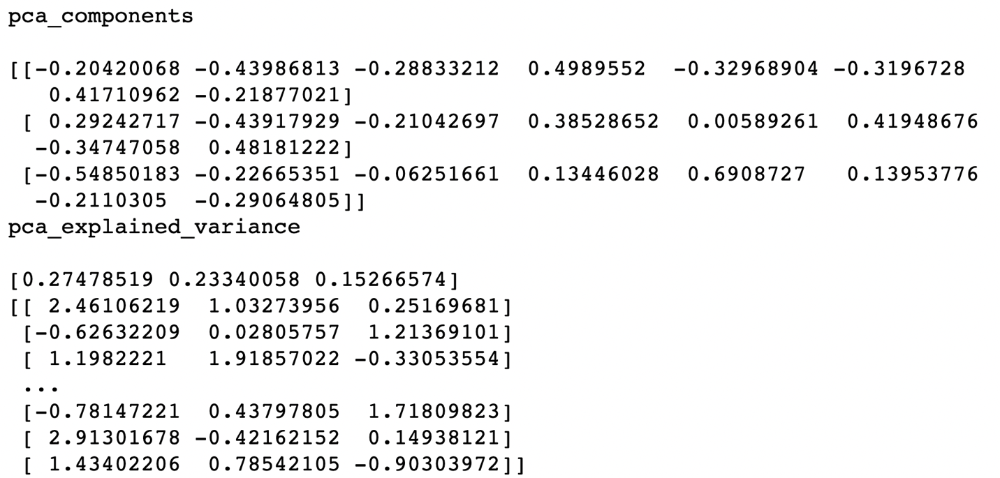 pca_components
[[-0.20420068 -0.43986813 -0.28833212  0.4989552  -0.32968904 -0.3196728
   0.41710962 -0.21877021]
 [ 0.29242717 -0.43917929 -0.21042697  0.38528652  0.00589261  0.41948676
  -0.34747058  0.48181222]
 [-0.54850183 -0.22665351 -0.06251661  0.13446028  0.6908727   0.13953776
  -0.2110305  -0.29064805]]
pca_explained_variance
[0.27478519 0.23340058 0.15266574]
[[ 2.46106219  1.03273956  0.25169681]
 [-0.62632209  0.02805757  1.21369101]
 [ 1.1982221   1.91857022 -0.33053554]
 ...
 [-0.78147221  0.43797805  1.71809823]
 [ 2.91301678 -0.42162152  0.14938121]
 [ 1.43402206  0.78542105 -0.90303972]]